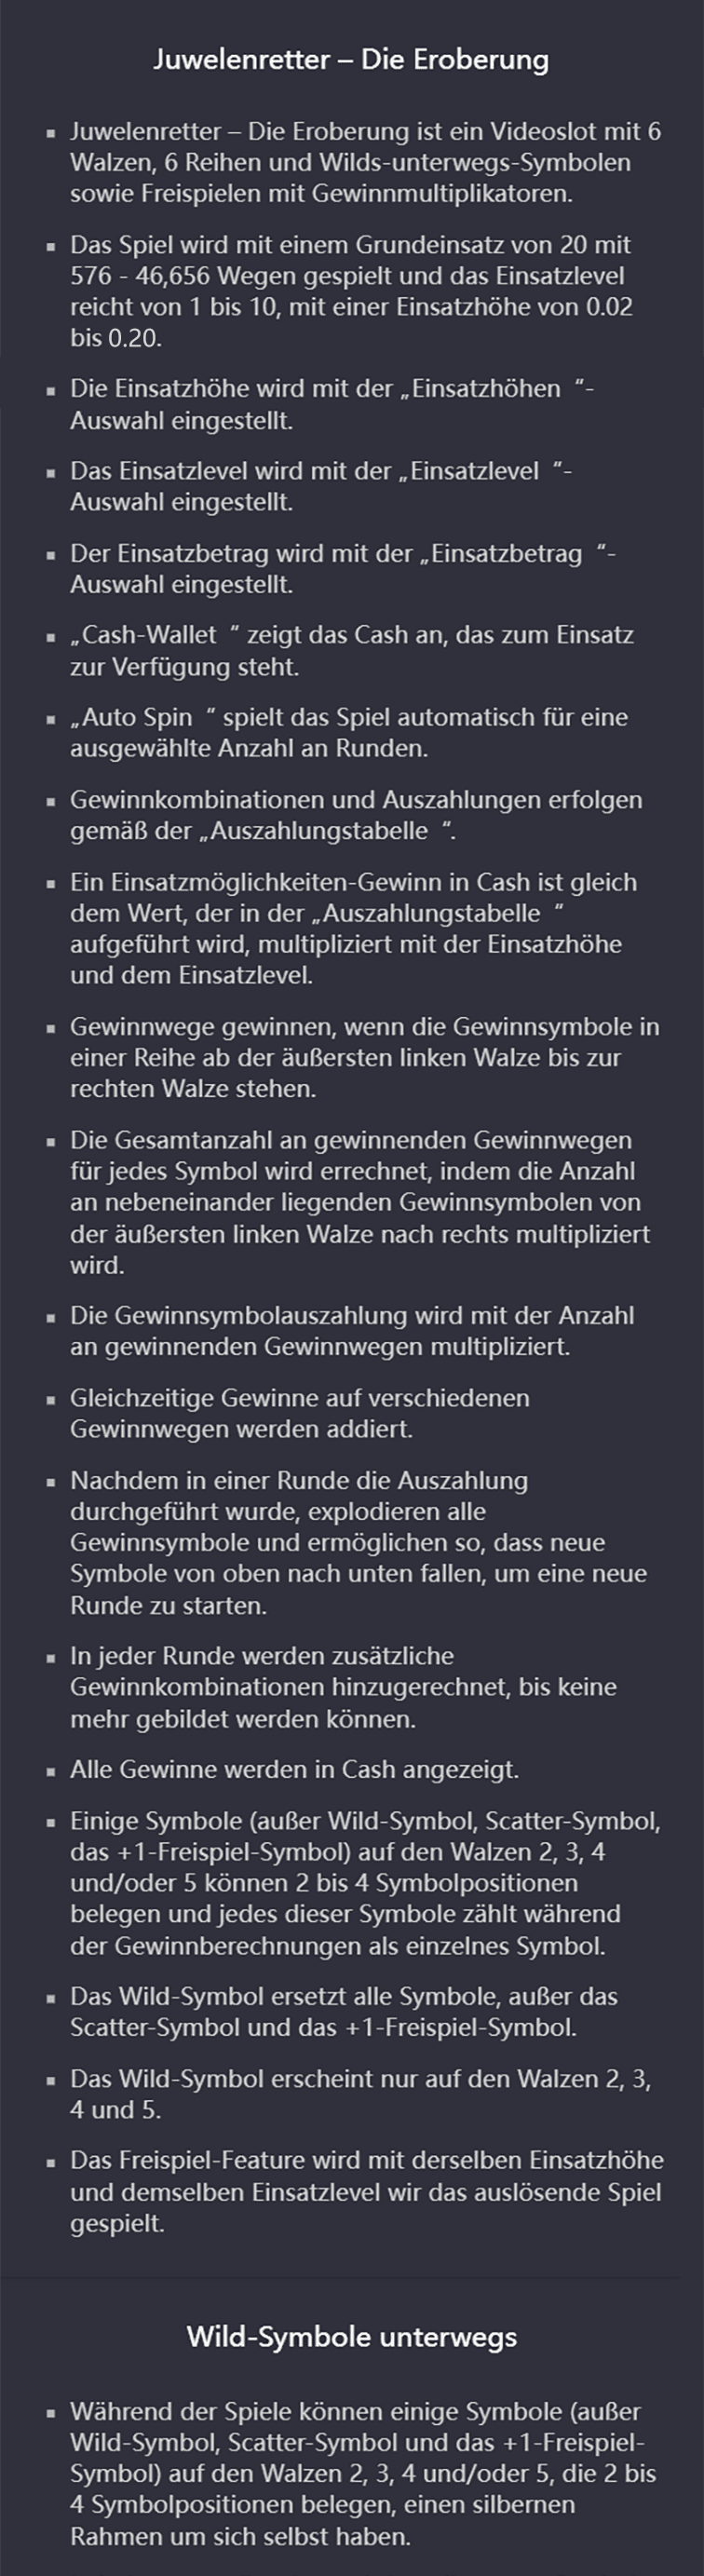 Juwelenretter – Die Eroberung
▪ Juwelenretter – Die Eroberung ist ein Videoslot mit 6
Walzen, 6 Reihen und Wilds-unterwegs-Symbolen
sowie Freispielen mit Gewinnmultiplikatoren.
▪ Das Spiel wird mit einem Grundeinsatz von 20 mit
576 - 46,656 Wegen gespielt und das Einsatzlevel
reicht von 1 bis 10, mit einer Einsatzhöhe von 0.02
bis 0.20.
▪ Die Einsatzhöhe wird mit der „Einsatzhöhen “-
Auswahl eingestellt.
▪ Das Einsatzlevel wird mit der „Einsatzlevel “-
Auswahl eingestellt.
▪ Der Einsatzbetrag wird mit der „Einsatzbetrag “-
Auswahl eingestellt.
▪ „Cash-Wallet “ zeigt das Cash an, das zum Einsatz
zur Verfügung steht.
▪ „Auto Spin “ spielt das Spiel automatisch für eine
ausgewählte Anzahl an Runden.
▪ Gewinnkombinationen und Auszahlungen erfolgen
gemäß der „Auszahlungstabelle “.
▪ Ein Einsatzmöglichkeiten-Gewinn in Cash ist gleich
dem Wert, der in der „Auszahlungstabelle “
aufgeführt wird, multipliziert mit der Einsatzhöhe
und dem Einsatzlevel.
▪ Gewinnwege gewinnen, wenn die Gewinnsymbole in
einer Reihe ab der äußersten linken Walze bis zur
rechten Walze stehen.
▪ Die Gesamtanzahl an gewinnenden Gewinnwegen
für jedes Symbol wird errechnet, indem die Anzahl
an nebeneinander liegenden Gewinnsymbolen von
der äußersten linken Walze nach rechts multipliziert
wird.
▪ Die Gewinnsymbolauszahlung wird mit der Anzahl
an gewinnenden Gewinnwegen multipliziert.
▪ Gleichzeitige Gewinne auf verschiedenen
Gewinnwegen werden addiert.
▪ Nachdem in einer Runde die Auszahlung
durchgeführt wurde, explodieren alle
Gewinnsymbole und ermöglichen so, dass neue
Symbole von oben nach unten fallen, um eine neue
Runde zu starten.
▪ In jeder Runde werden zusätzliche
Gewinnkombinationen hinzugerechnet, bis keine
mehr gebildet werden können.
▪ Alle Gewinne werden in Cash angezeigt.
▪ Einige Symbole (außer Wild-Symbol, Scatter-Symbol,
das +1-Freispiel-Symbol) auf den Walzen 2, 3, 4
und/oder 5 können 2 bis 4 Symbolpositionen
belegen und jedes dieser Symbole zählt während
der Gewinnberechnungen als einzelnes Symbol.
▪ Das Wild-Symbol ersetzt alle Symbole, außer das
Scatter-Symbol und das +1-Freispiel-Symbol.
▪ Das Wild-Symbol erscheint nur auf den Walzen 2, 3,
4 und 5.
▪ Das Freispiel-Feature wird mit derselben Einsatzhöhe
und demselben Einsatzlevel wir das auslösende Spiel
gespielt.
Wild-Symbole unterwegs
▪ Während der Spiele können einige Symbole (außer
Wild-Symbol, Scatter-Symbol und das +1-Freispiel-
Symbol) auf den Walzen 2, 3, 4 und/oder 5, die 2 bis
4 Symbolpositionen belegen, einen silbernen
Rahmen um sich selbst haben.